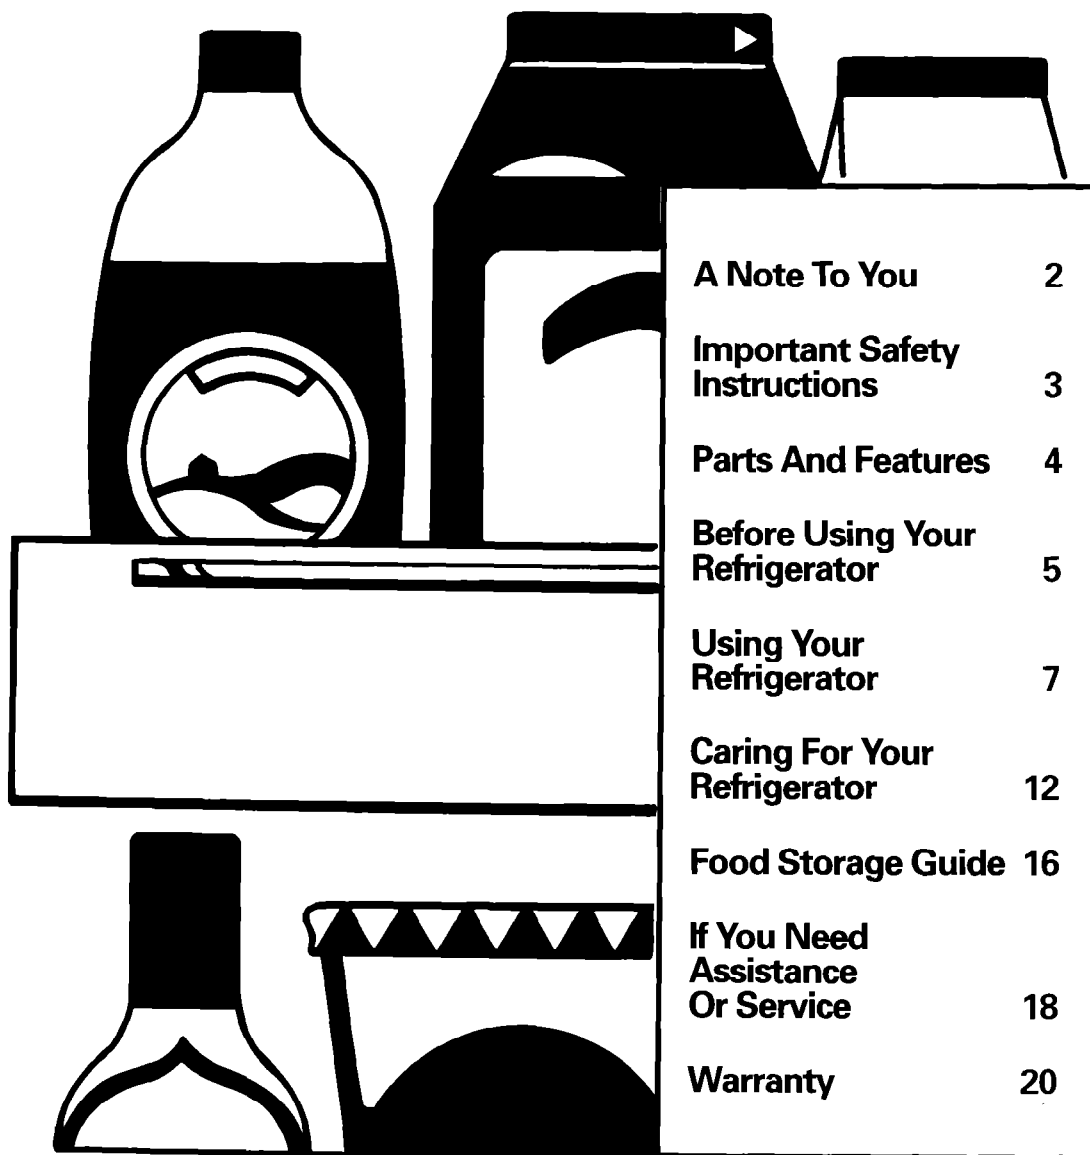 A Note To You 2
Important Safety
Instructions 3
Parts And Features 4
Before Using Your
Refrigerator 5
Using Your
Refrigerator 7
Caring For Your
Refrigerator 12
Food Storage Guide 16
If You Need
Assistance
Or Service 18
Warranty 20